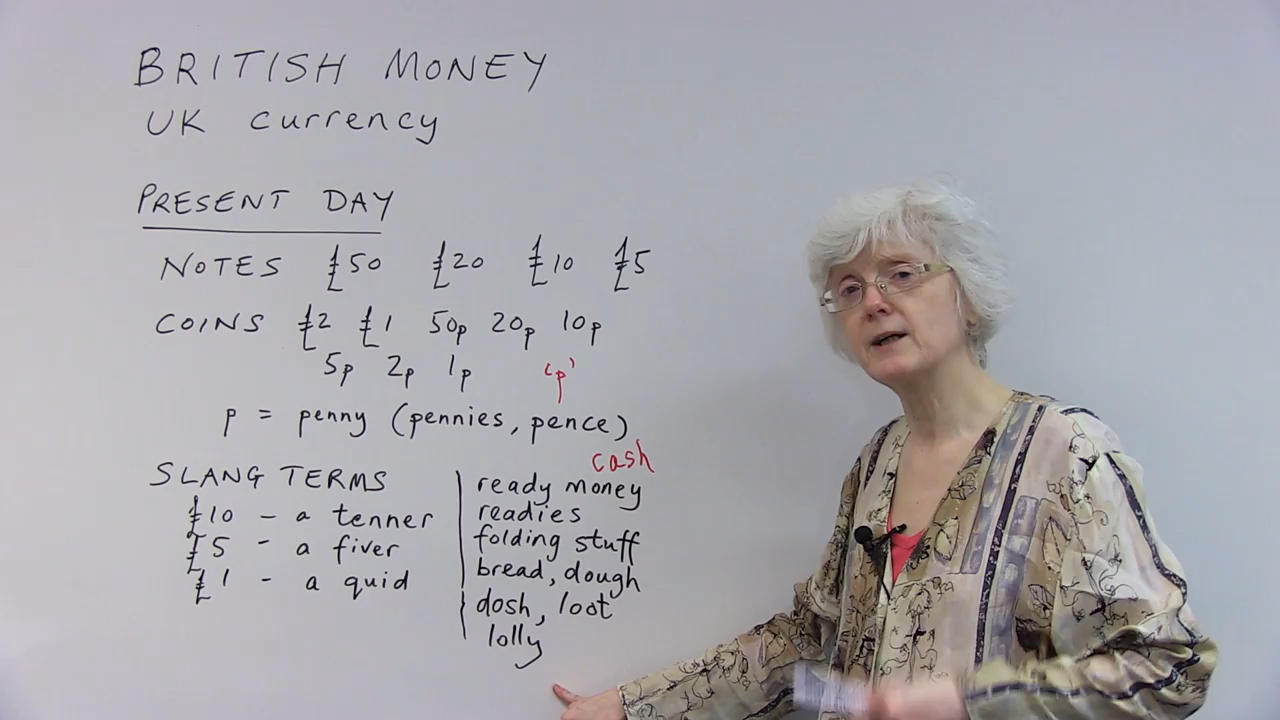 BRITISH MONEY
UK currency
PRESENT DAY
NOTES £50 £20 £10 £5
COINS £2 £1 50p 20p 10p
5p 2p 1p 'p'
p = penny (pennies, pence)
cash
SLANG TERMS
£10 - a tenner
£5 - a fiver
£1 - a quid
ready money
readies
folding stuff
bread, dough
dosh, loot
lolly